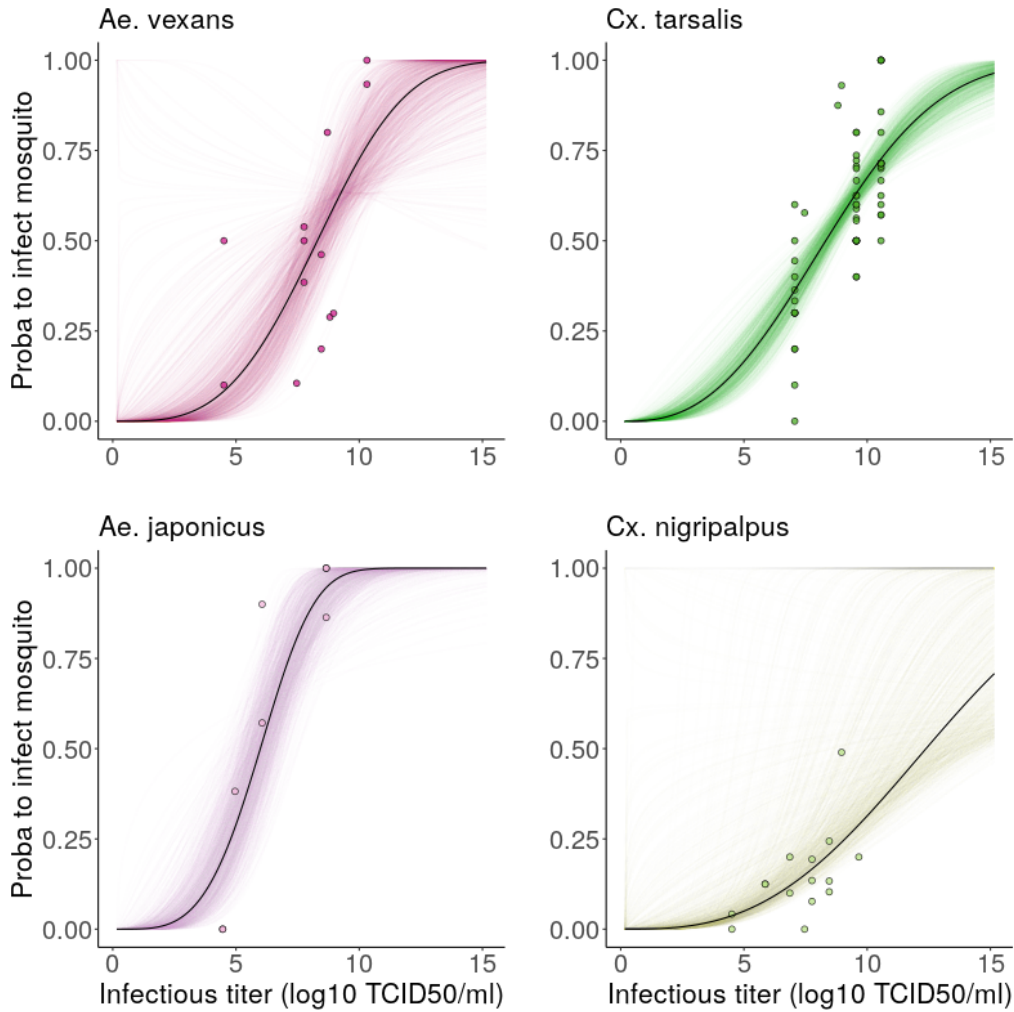 Ae. vexans
Cx. tarsalis
Proba to infect mosquito
1.00
0.75
0.50
0.25
0.00
0 5 10 15
1.00
0.75
0.50
0.25
0.00
0 5 10 15
Ae. japonicus
Cx. nigripalpus
Proba to infect mosquito
1.00
0.75
0.50
0.25
0.00
0 5 10 15
Infectious titer (log10 TCID50/ml)
1.00
0.75
0.50
0.25
0.00
0 5 10 15
Infectious titer (log10 TCID50/ml)